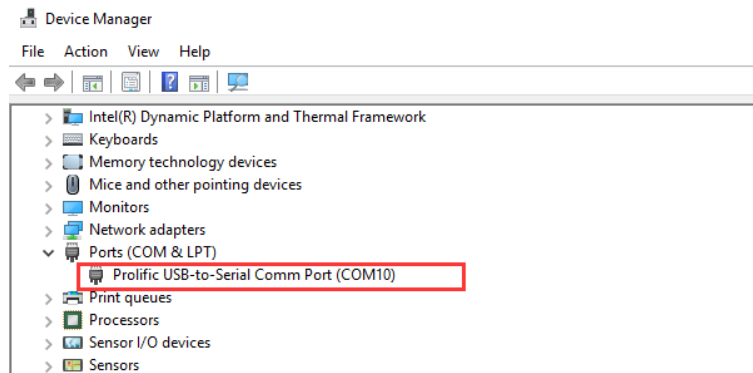 Device Manager
File Action View Help
Intel(R) Dynamic Platform and Thermal Framework
Keyboards
Memory technology devices
Mice and other pointing devices
Monitors
Network adapters
Ports (COM & LPT)
Prolific USB-to-Serial Comm Port (COM10)
Print queues
Processors
Sensor I/O devices
Sensors